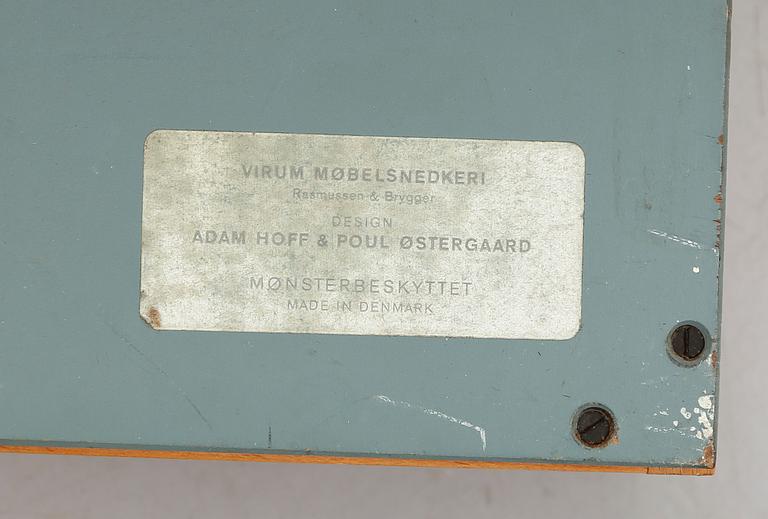 VIRUM MØBELSNEDKERI
Rasmussen & Brygger
DESIGN
ADAM HOFF & POUL ØSTERGAARD
MØNSTERBESKYTTET
MADE IN DENMARK